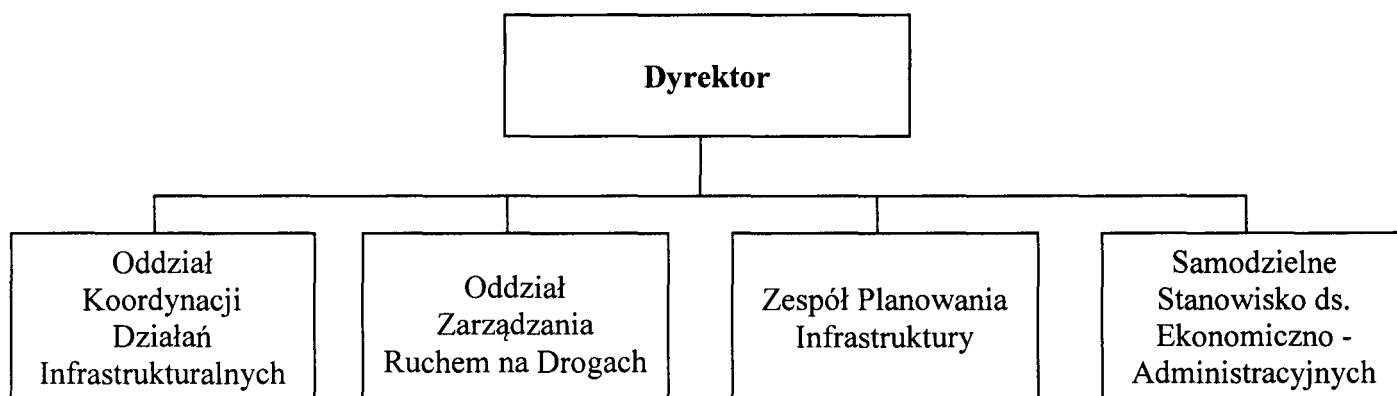 Dyrektor
Oddział
Koordynacji
Działań
Infrastrukturalnych
Oddział
Zarządzania
Ruchem na Drogach
Zespół Planowania
Infrastruktury
Samodzielne
Stanowisko ds.
Ekonomiczno -
Administracyjnych